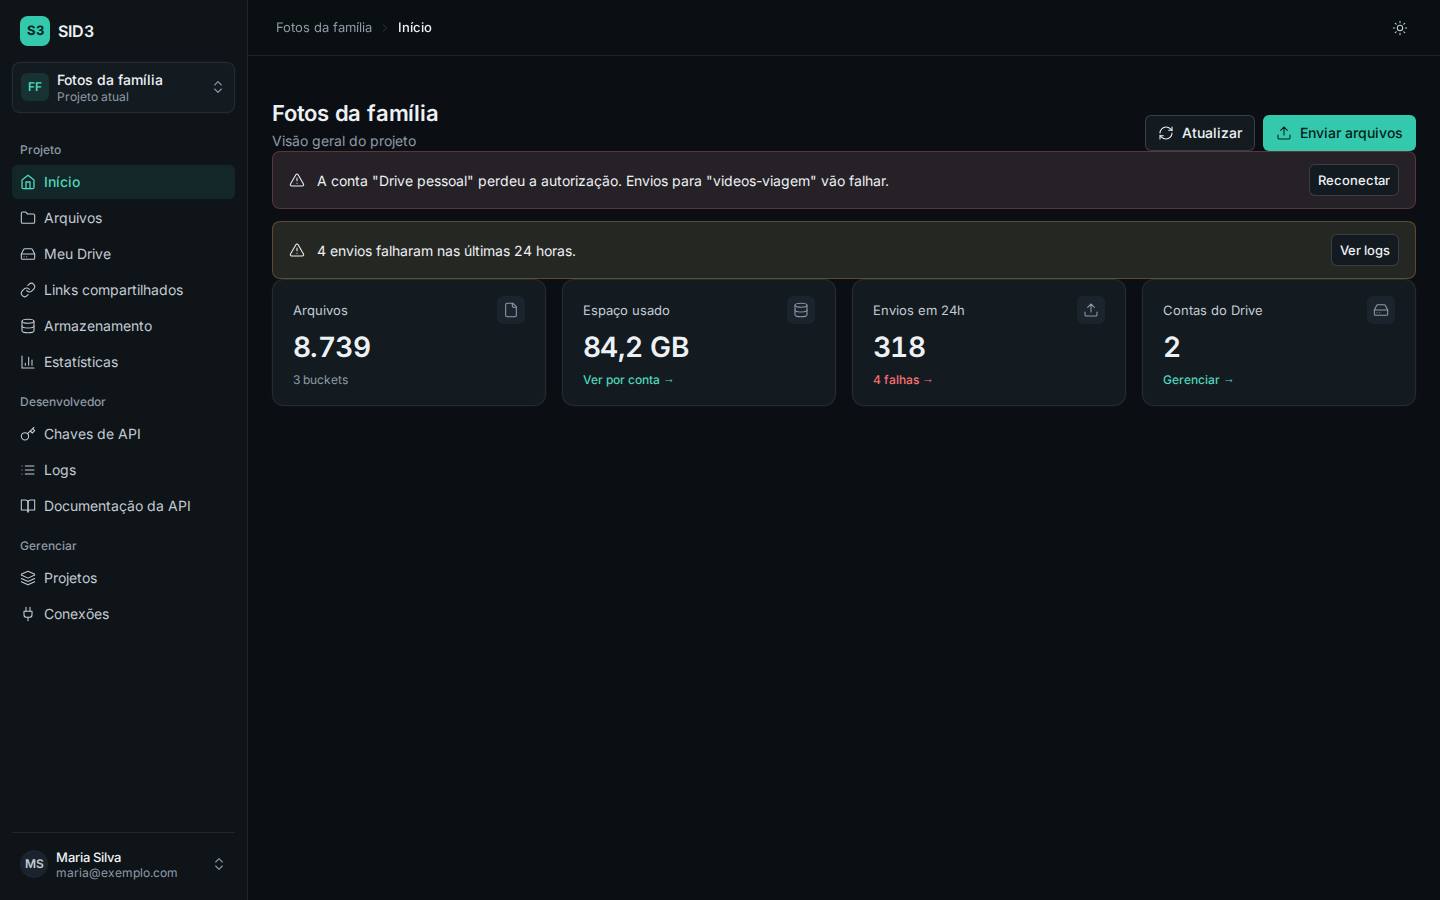 S3 SID3
FF Fotos da família
Projeto atual
Projeto
Início
Arquivos
Meu Drive
Links compartilhados
Armazenamento
Estatísticas
Desenvolvedor
Chaves de API
Logs
Documentação da API
Gerenciar
Projetos
Conexões
MS Maria Silva
maria@exemplo.com
Fotos da família Início
Fotos da família
Visão geral do projeto
Atualizar Enviar arquivos
A conta "Drive pessoal" perdeu a autorização. Envios para "videos-viagem" vão falhar. Reconectar
4 envios falharam nas últimas 24 horas. Ver logs
Arquivos
8.739
3 buckets
Espaço usado
84,2 GB
Ver por conta →
Envios em 24h
318
4 falhas →
Contas do Drive
2
Gerenciar →